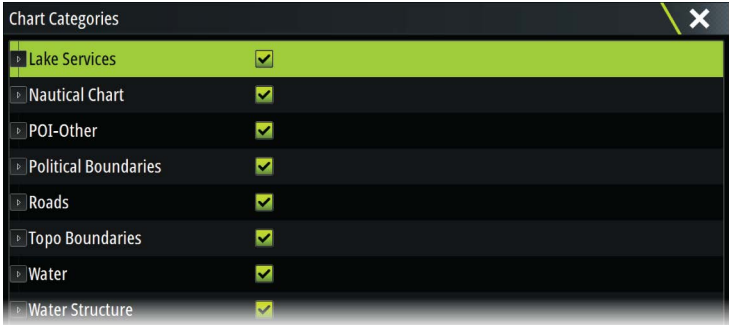 Chart Categories
Lake Services
Nautical Chart
POI-Other
Political Boundaries
Roads
Topo Boundaries
Water
Water Structure